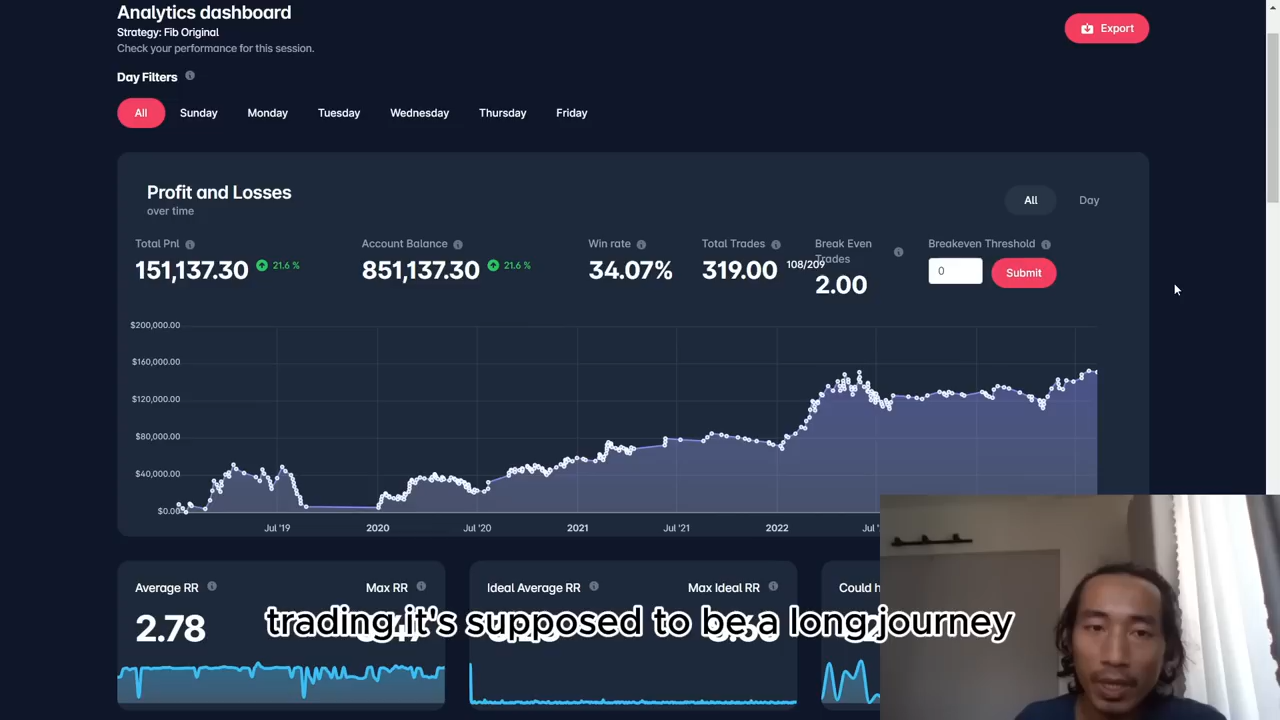 Analytics dashboard
Strategy: Fib Original
Check your performance for this session.
Export
Day Filters
All Sunday Monday Tuesday Wednesday Thursday Friday
Profit and Losses
over time
All Day
Total Pnl Account Balance Win rate Total Trades Break Even Trades Breakeven Threshold
151,137.30 21.6 % 851,137.30 21.6 % 34.07% 319.00 108/209 2.00 0 Submit
$200,000.00
$160,000.00
$120,000.00
$80,000.00
$40,000.00
$0.00
Jul '19 2020 Jul '20 2021 Jul '21 2022
Average RR Max RR Ideal Average RR Max Ideal RR
2.78
trading it's supposed to be a long journey